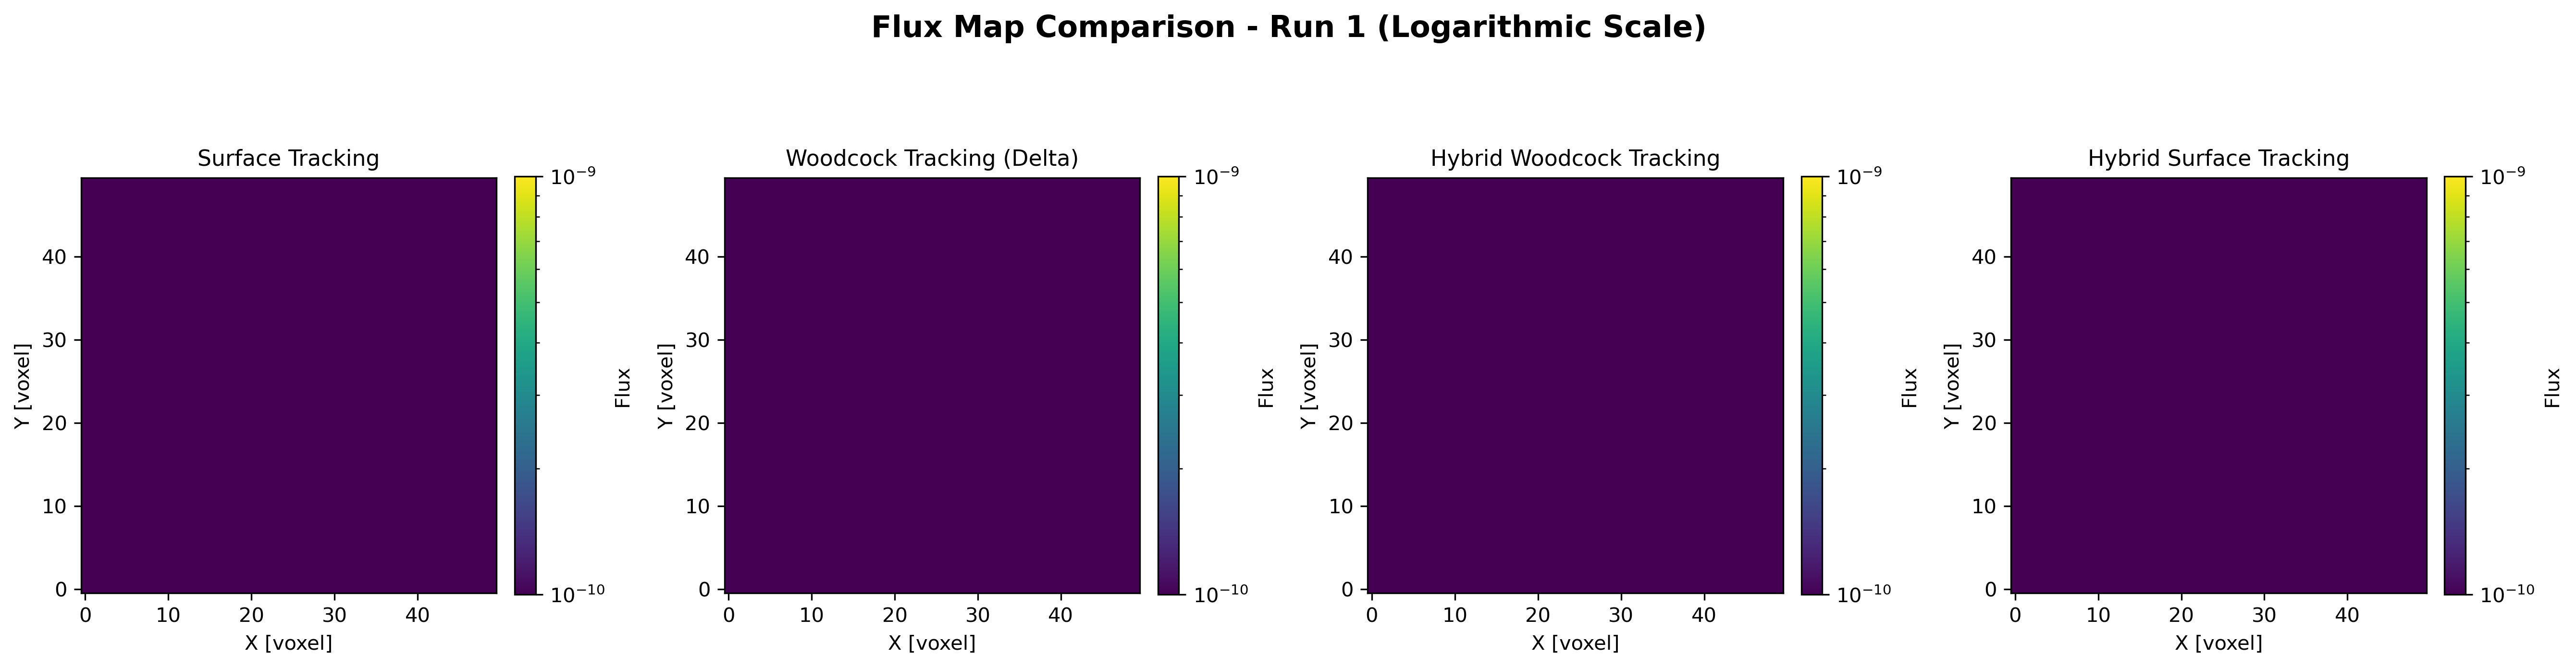 Flux Map Comparison - Run 1 (Logarithmic Scale)
Surface Tracking
Y [voxel]
40
30
20
10
0
0 10 20 30 40
X [voxel]
10⁻⁹
10⁻¹⁰
Flux
Woodcock Tracking (Delta)
Y [voxel]
40
30
20
10
0
0 10 20 30 40
X [voxel]
10⁻⁹
10⁻¹⁰
Flux
Hybrid Woodcock Tracking
Y [voxel]
40
30
20
10
0
0 10 20 30 40
X [voxel]
10⁻⁹
10⁻¹⁰
Flux
Hybrid Surface Tracking
Y [voxel]
40
30
20
10
0
0 10 20 30 40
X [voxel]
10⁻⁹
10⁻¹⁰
Flux